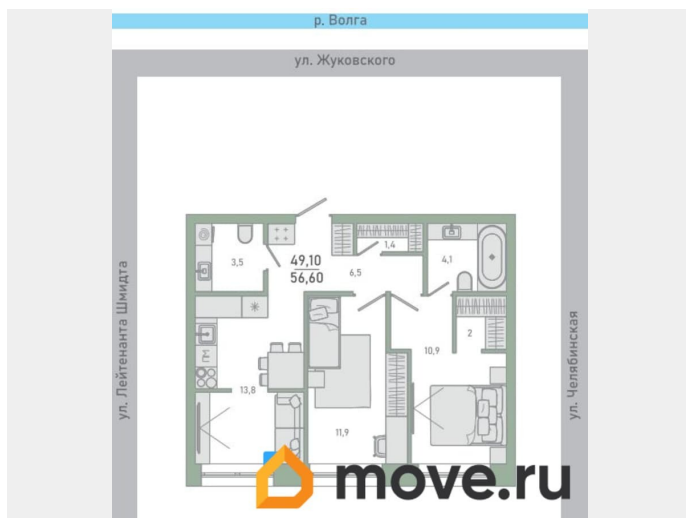 р. Волга
ул. Жуковского
ул. Лейтенанта Шмидта
ул. Челябинская
3,5
49,10
56,60
6,5
1,4
4,1
2
10,9
13,8
11,9
move.ru